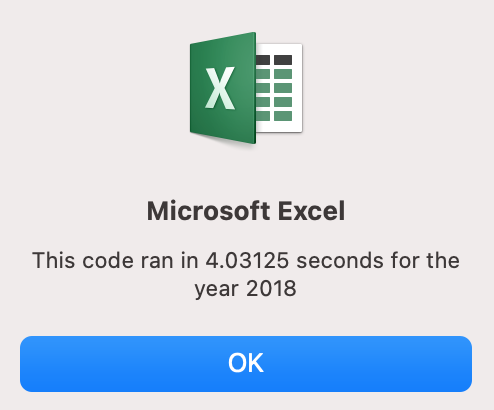 X
Microsoft Excel
This code ran in 4.03125 seconds for the
year 2018
OK